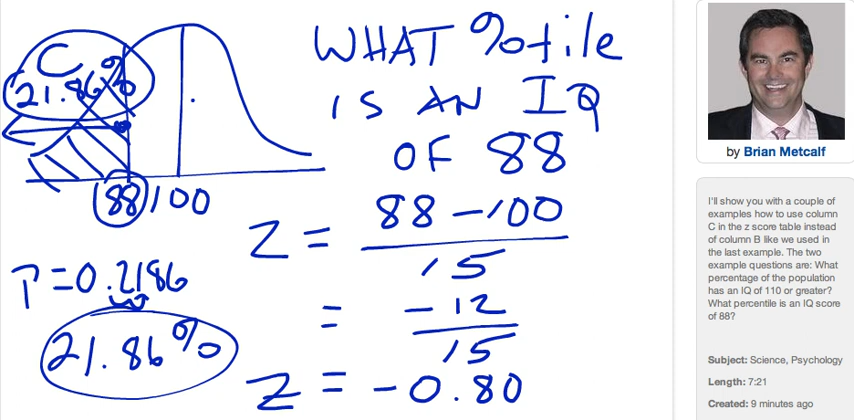 WHAT %tile
IS AN IQ
OF 88
C
21.86%
88 100
Z = 88 - 100
15
= -12
15
Z = -0.80
P = 0.2186
21.86%
by Brian Metcalf
I'll show you with a couple of
examples how to use column
C in the z score table instead
of column B like we used in
the last example. The two
example questions are: What
percentage of the population
has an IQ of 110 or greater?
What percentile is an IQ score
of 88?
Subject: Science, Psychology
Length: 7:21
Created: 9 minutes ago